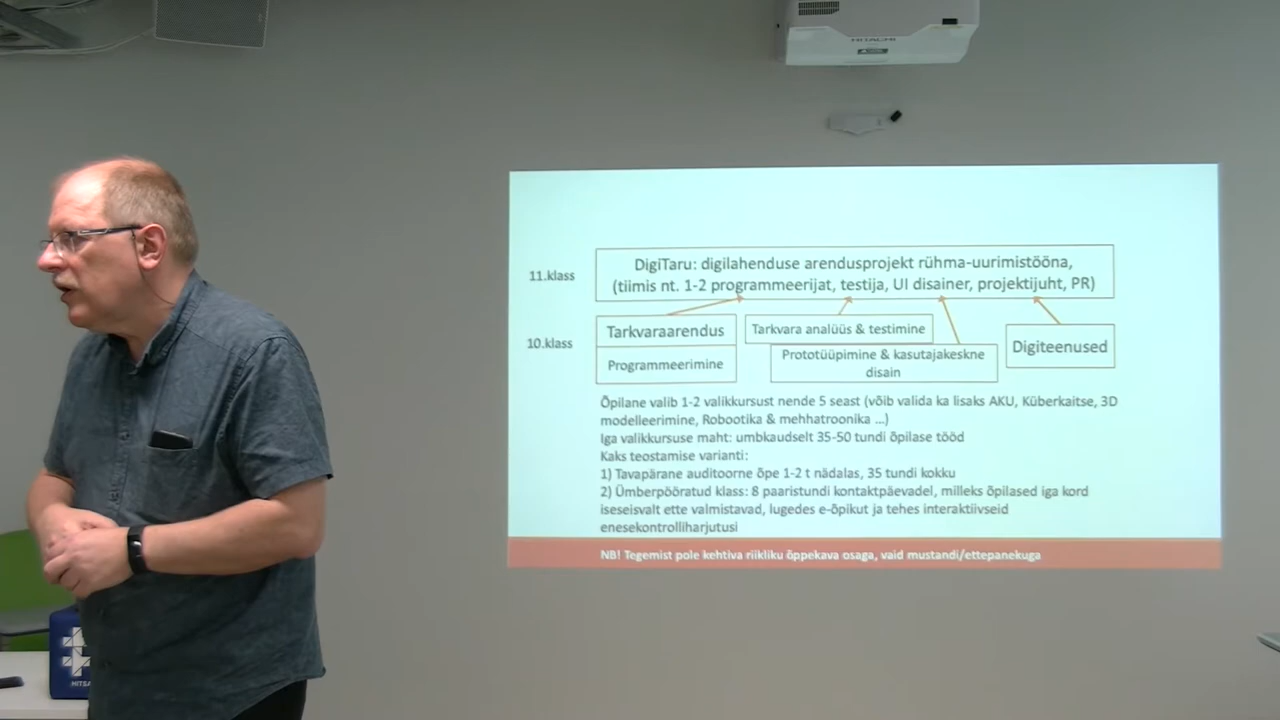 HITACHI
11.klass
DigiTaru: digilahenduse arendusprojekt rühma-uurimistööna,
(tiimis nt. 1-2 programmeerijat, testija, UI disainer, projektijuht, PR)
10.klass
Tarkvaraarendus
Programmeerimine
Tarkvara analüüs & testimine
Prototüüpimine & kasutajakeskne
disain
Digiteenused
Õpilane valib 1-2 valikkursust nende 5 seast (võib valida ka lisaks AKU, Küberkaitse, 3D
modelleerimine, Robootika & mehhatroonika ...)
Iga valikkursuse maht: umbkaudselt 35-50 tundi õpilase tööd
Kaks teostamise varianti:
1) Tavapärane auditoorne õpe 1-2 t nädalas, 35 tundi kokku
2) Ümberpööratud klass: 8 paaristundi kontaktpäevadel, milleks õpilased iga kord
iseseisvalt ette valmistavad, lugedes e-õpikut ja tehes interaktiivseid
enesekontrolliharjutusi
NB! Tegemist pole kehtiva riikliku õppekava osaga, vaid mustandi/ettepanekuga
HITSA